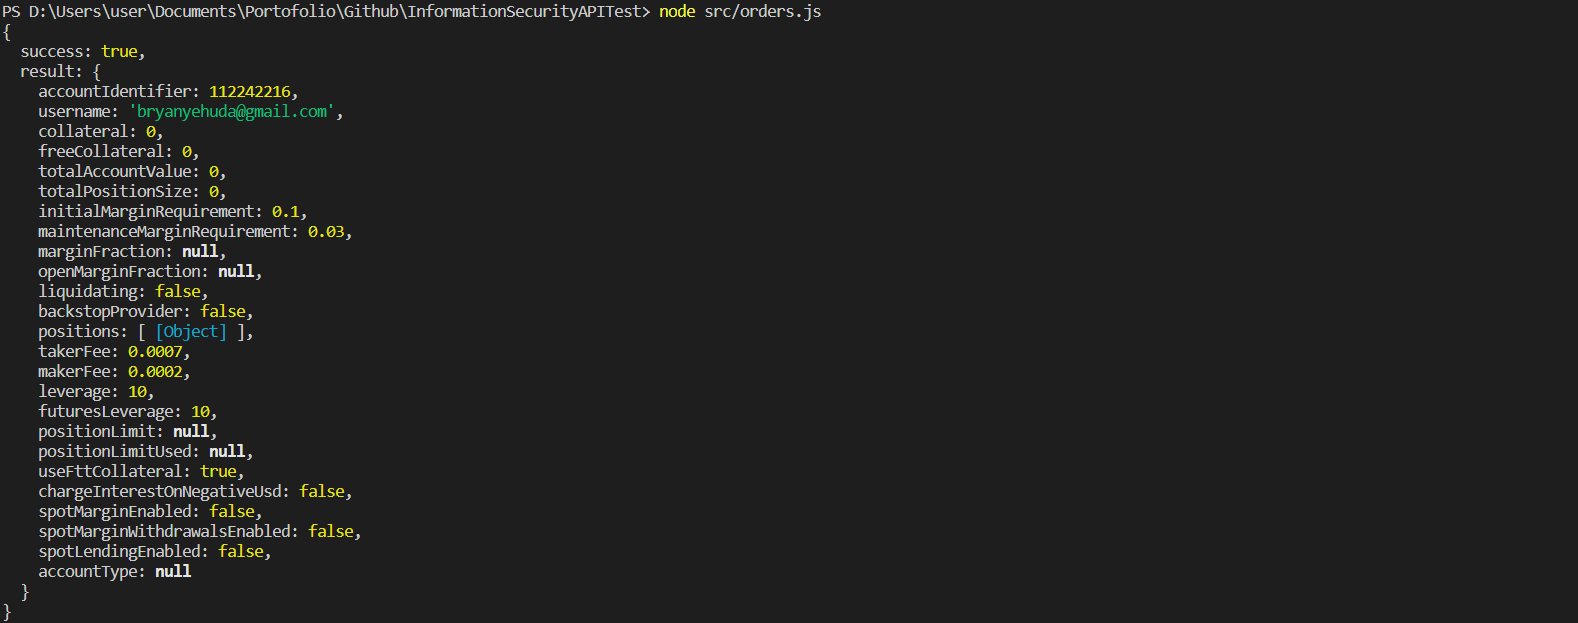 PS D:\Users\user\Documents\Portofolio\Github\InformationSecurityAPITest> node src/orders.js
{
  success: true,
  result: {
    accountIdentifier: 112242216,
    username: 'bryanyehuda@gmail.com',
    collateral: 0,
    freeCollateral: 0,
    totalAccountValue: 0,
    totalPositionSize: 0,
    initialMarginRequirement: 0.1,
    maintenanceMarginRequirement: 0.03,
    marginFraction: null,
    openMarginFraction: null,
    liquidating: false,
    backstopProvider: false,
    positions: [ [Object] ],
    takerFee: 0.0007,
    makerFee: 0.0002,
    leverage: 10,
    futuresLeverage: 10,
    positionLimit: null,
    positionLimitUsed: null,
    useFttCollateral: true,
    chargeInterestOnNegativeUsd: false,
    spotMarginEnabled: false,
    spotMarginWithdrawalsEnabled: false,
    spotLendingEnabled: false,
    accountType: null
  }
}